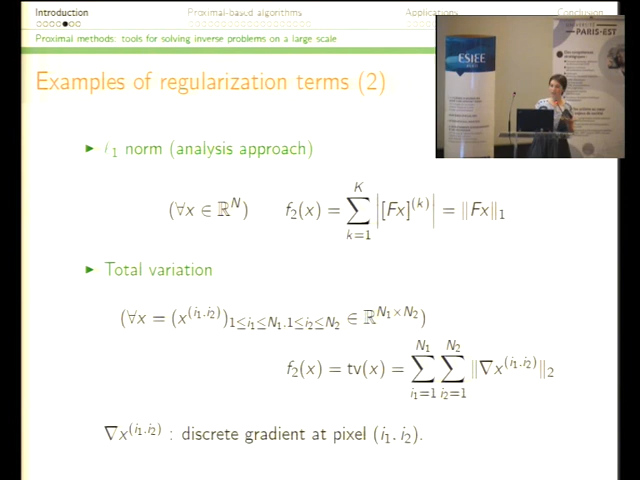 Introduction Proximal-based algorithms Applications Conclusion
Proximal methods: tools for solving inverse problems on a large scale
Examples of regularization terms (2)
► ℓ₁ norm (analysis approach)
(∀x ∈ ℝ^N) f₂(x) = ∑_{k=1}^{K} |[Fx]^{(k)}| = ‖Fx‖₁
► Total variation
(∀x = (x^{(i₁,i₂)})_{1≤i₁≤N₁,1≤i₂≤N₂} ∈ ℝ^{N₁×N₂})
f₂(x) = tv(x) = ∑_{i₁=1}^{N₁} ∑_{i₂=1}^{N₂} ‖∇x^{(i₁,i₂)}‖₂
∇x^{(i₁,i₂)} : discrete gradient at pixel (i₁, i₂).
ESIEE
UNIVERSITÉ
PARIS-EST